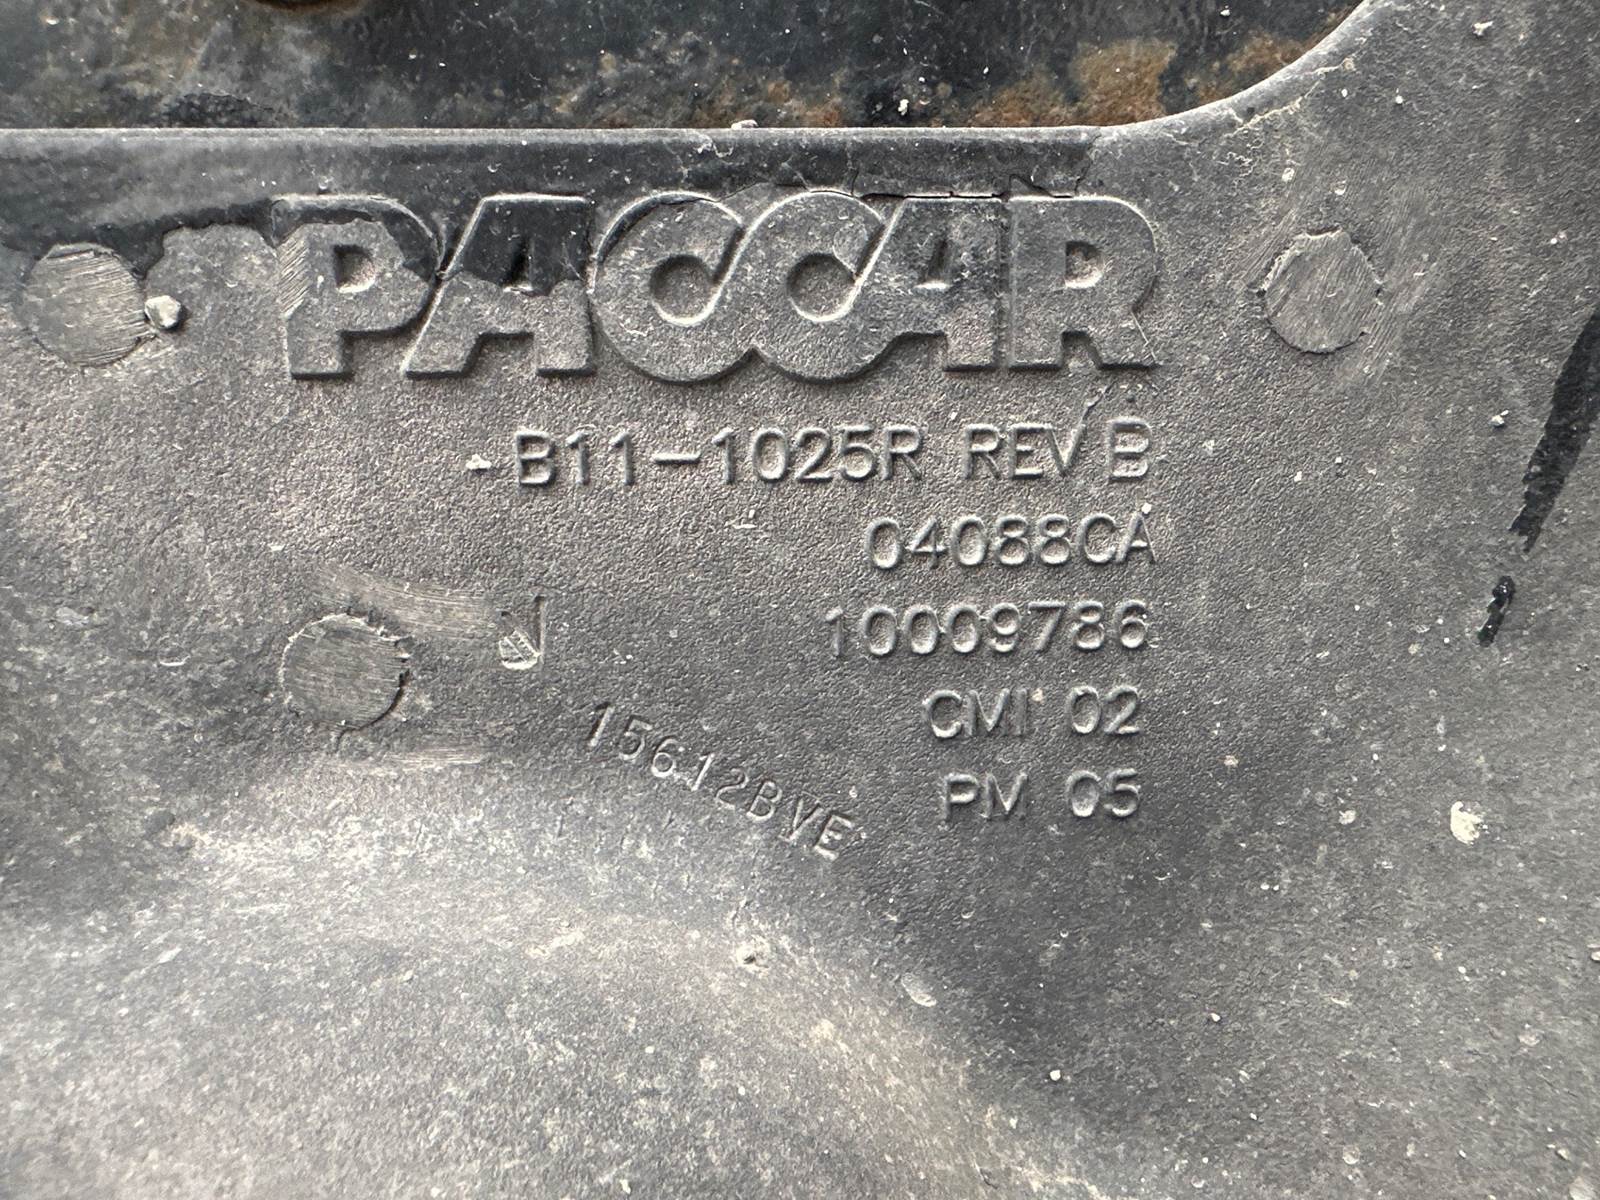 PACCAR
B11-1025R REV B
04088CA
10009786
CMI 02
PM 05
15612BYE